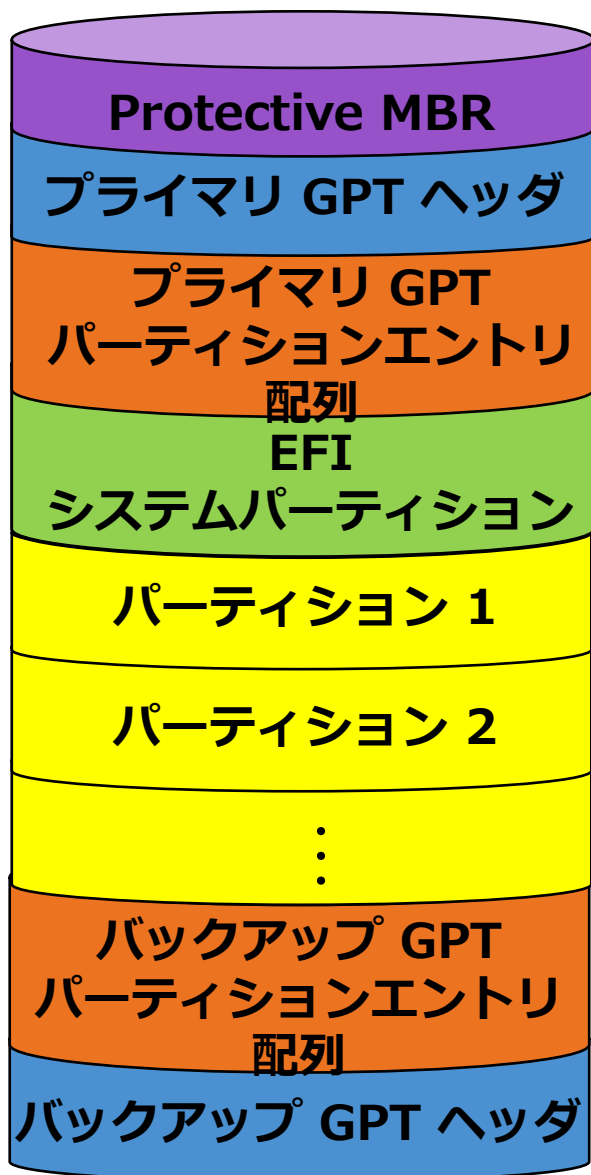 Protective MBR
プライマリ GPT ヘッダ
プライマリ GPT
パーティションエントリ
配列
EFI
システムパーティション
パーティション 1
パーティション 2
⋮
バックアップ GPT
パーティションエントリ
配列
バックアップ GPT ヘッダ